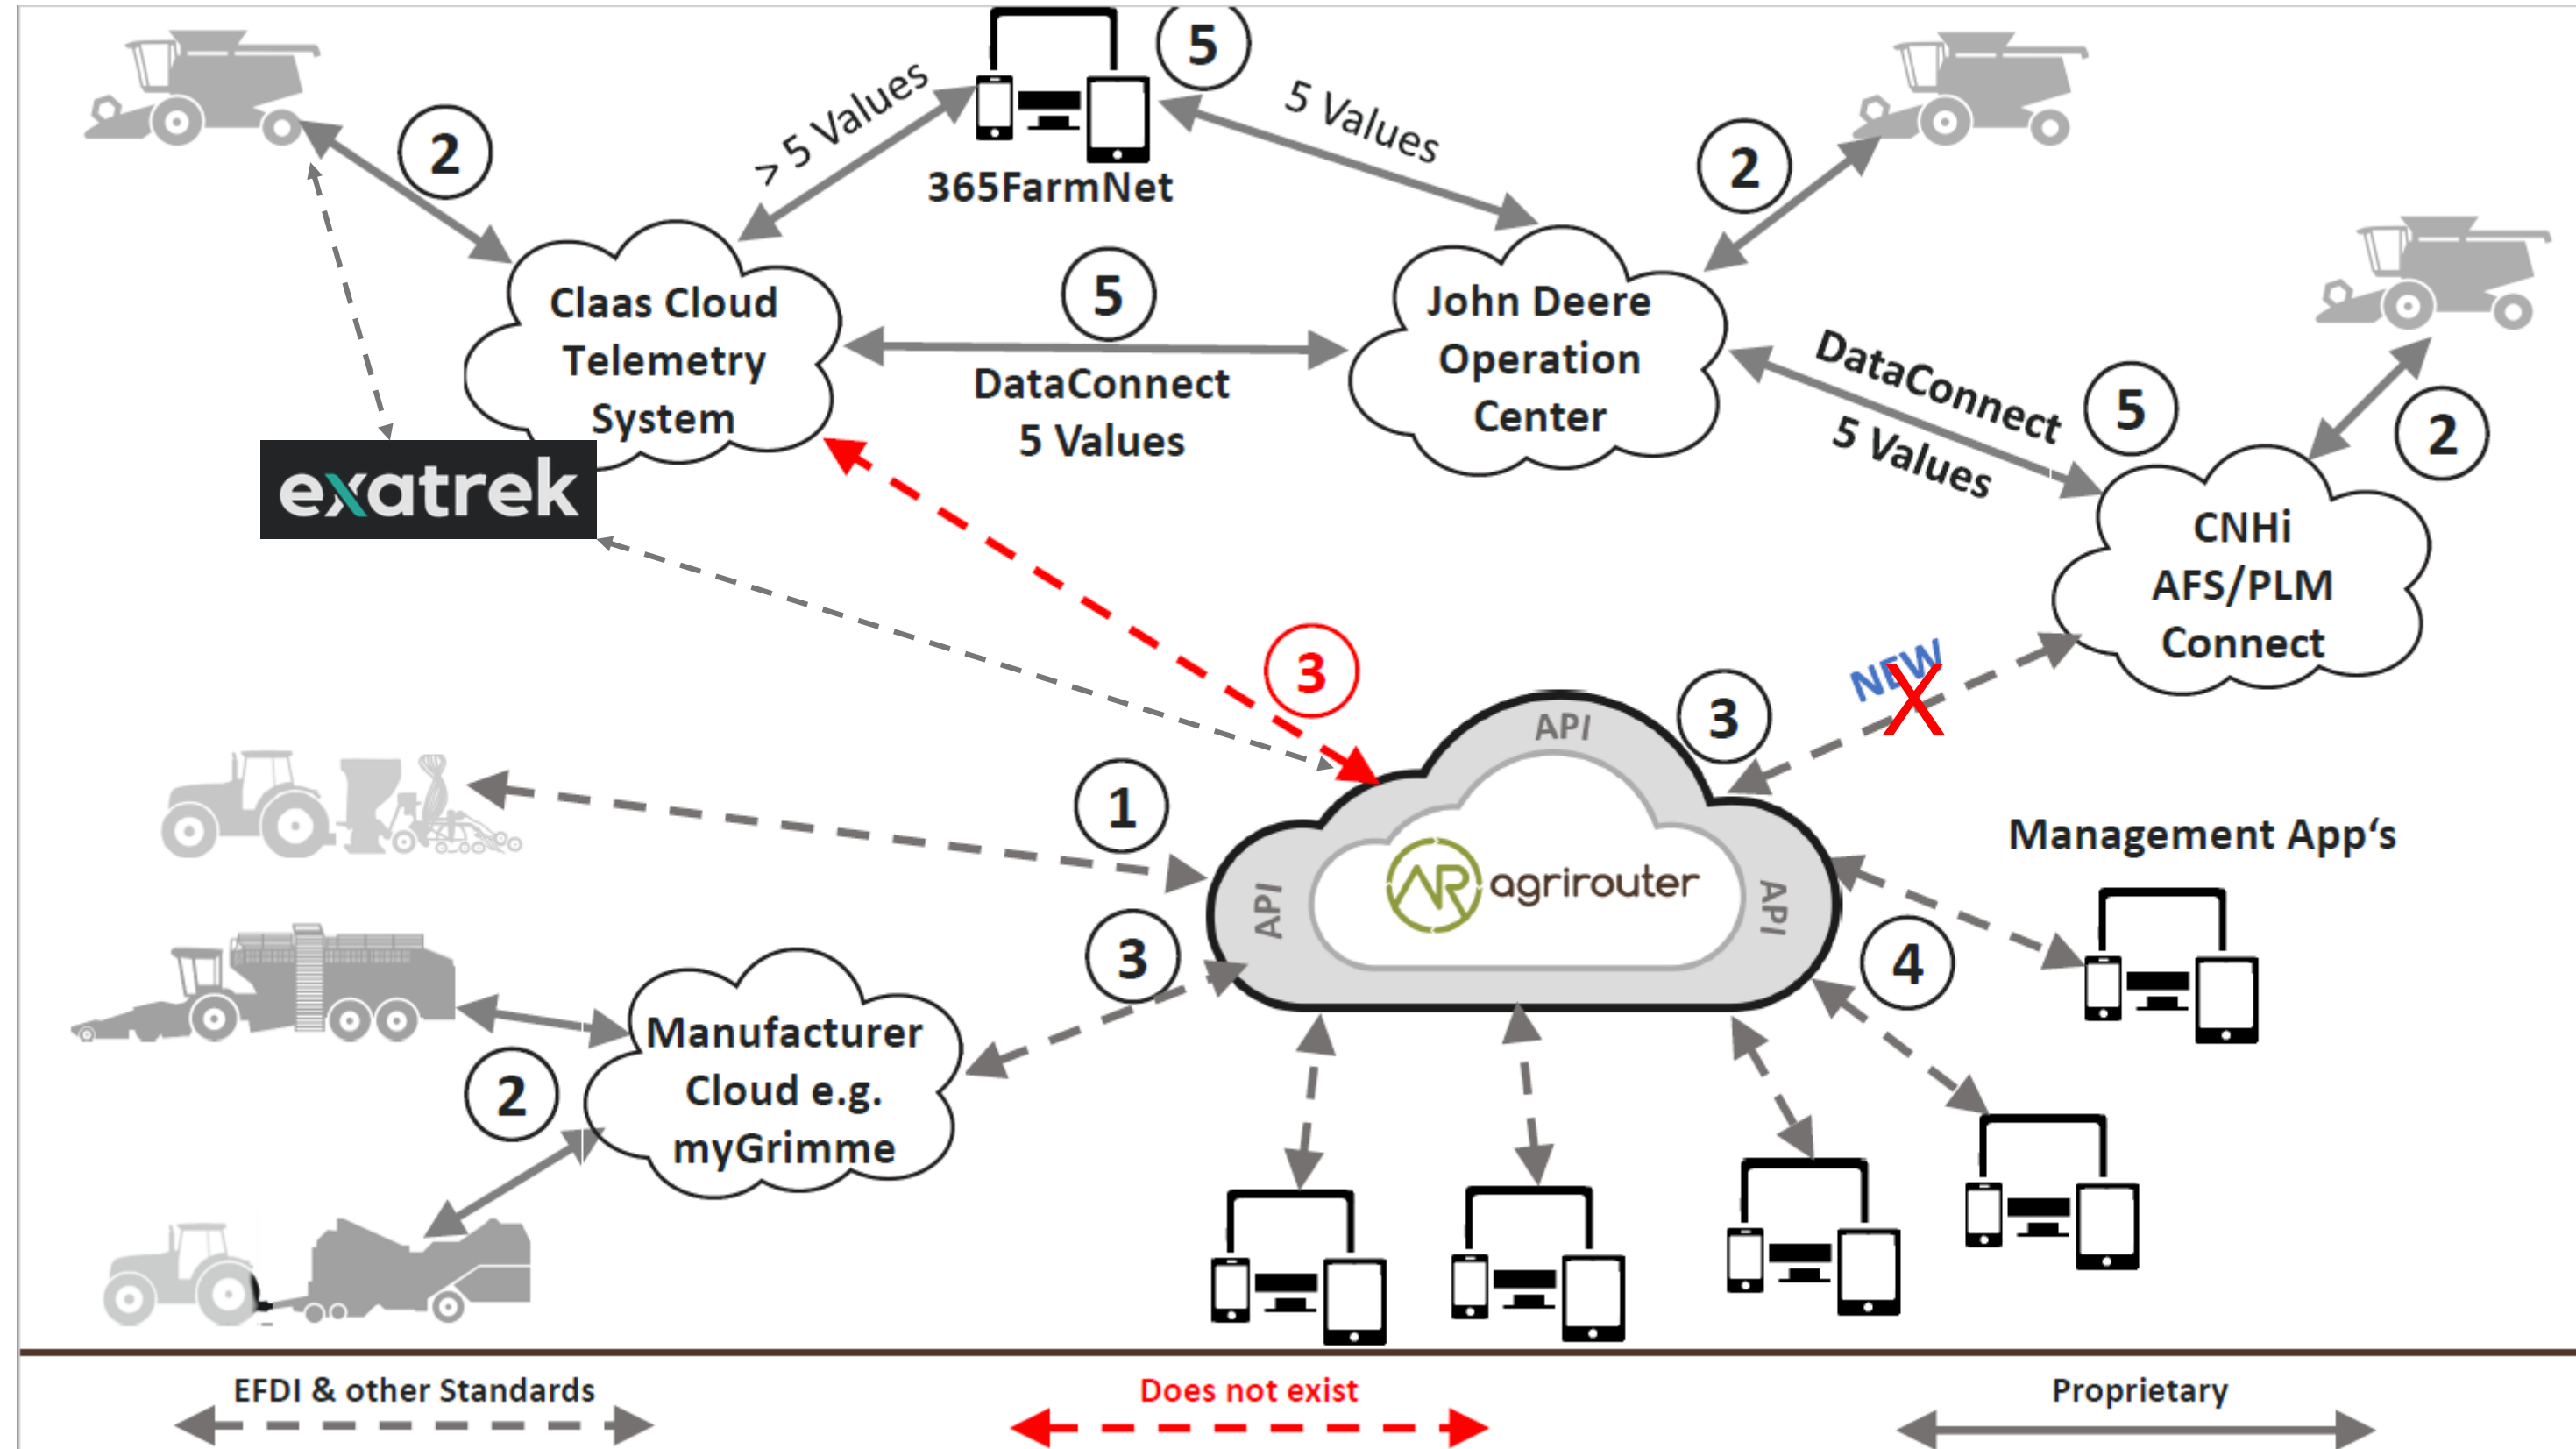 5
> 5 Values
5 Values
365FarmNet
2
2
5
Claas Cloud
Telemetry
System
DataConnect
5 Values
John Deere
Operation
Center
DataConnect
5 Values
5
2
exatrek
CNHi
AFS/PLM
Connect
3
3
NEW
X
API
API
API
agrirouter
1
3
4
Management App‘s
2
Manufacturer
Cloud e.g.
myGrimme
EFDI & other Standards
Does not exist
Proprietary